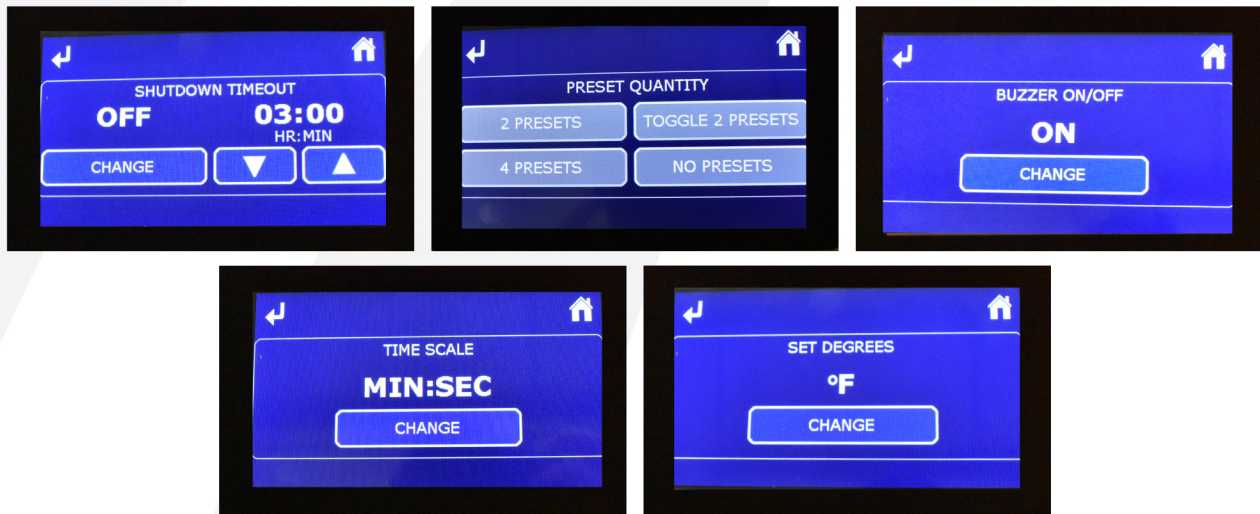 SHUTDOWN TIMEOUT
OFF 03:00
HR:MIN
CHANGE
PRESET QUANTITY
2 PRESETS TOGGLE 2 PRESETS
4 PRESETS NO PRESETS
BUZZER ON/OFF
ON
CHANGE
TIME SCALE
MIN:SEC
CHANGE
SET DEGREES
°F
CHANGE